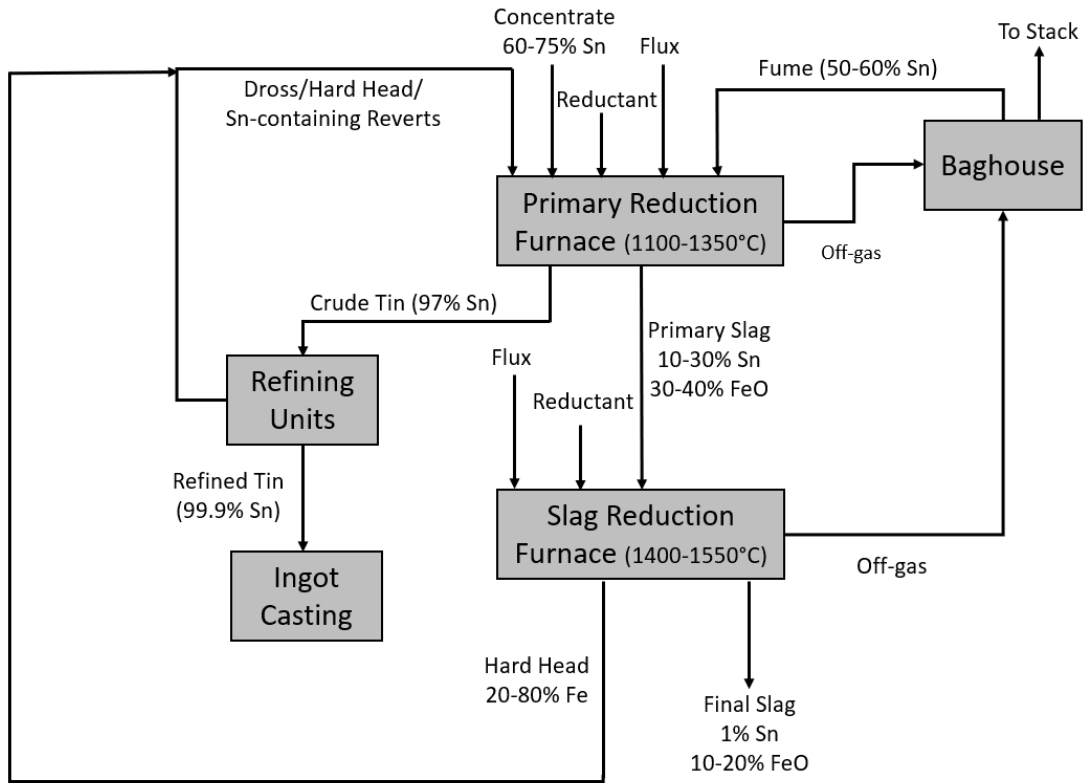 Concentrate
60-75% Sn
Flux
To Stack
Fume (50-60% Sn)
Dross/Hard Head/
Sn-containing Reverts
Reductant
Baghouse
Primary Reduction
Furnace (1100-1350°C)
Off-gas
Crude Tin (97% Sn)
Primary Slag
10-30% Sn
30-40% FeO
Flux
Reductant
Refining
Units
Refined Tin
(99.9% Sn)
Slag Reduction
Furnace (1400-1550°C)
Off-gas
Ingot
Casting
Hard Head
20-80% Fe
Final Slag
1% Sn
10-20% FeO